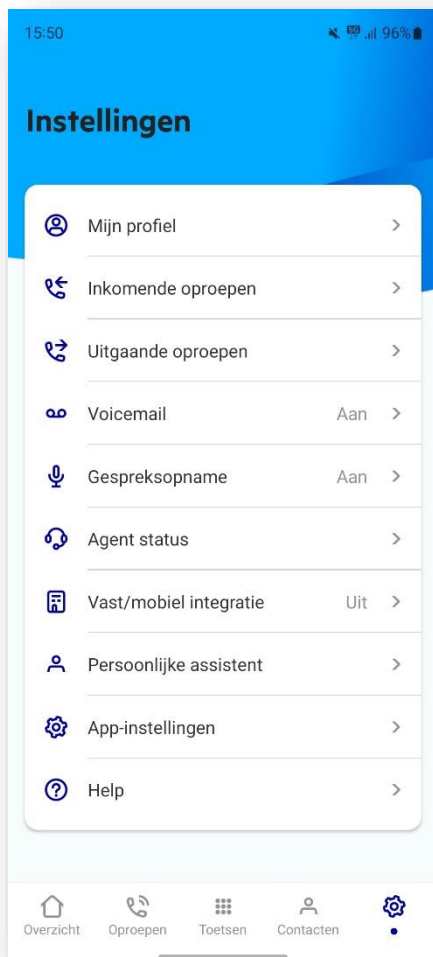 15:50 5G 96%
Instellingen
Mijn profiel
Inkomende oproepen
Uitgaande oproepen
Voicemail Aan
Gespreksopname Aan
Agent status
Vast/mobiel integratie Uit
Persoonlijke assistent
App-instellingen
Help
Overzicht Oproepen Toetsen Contacten